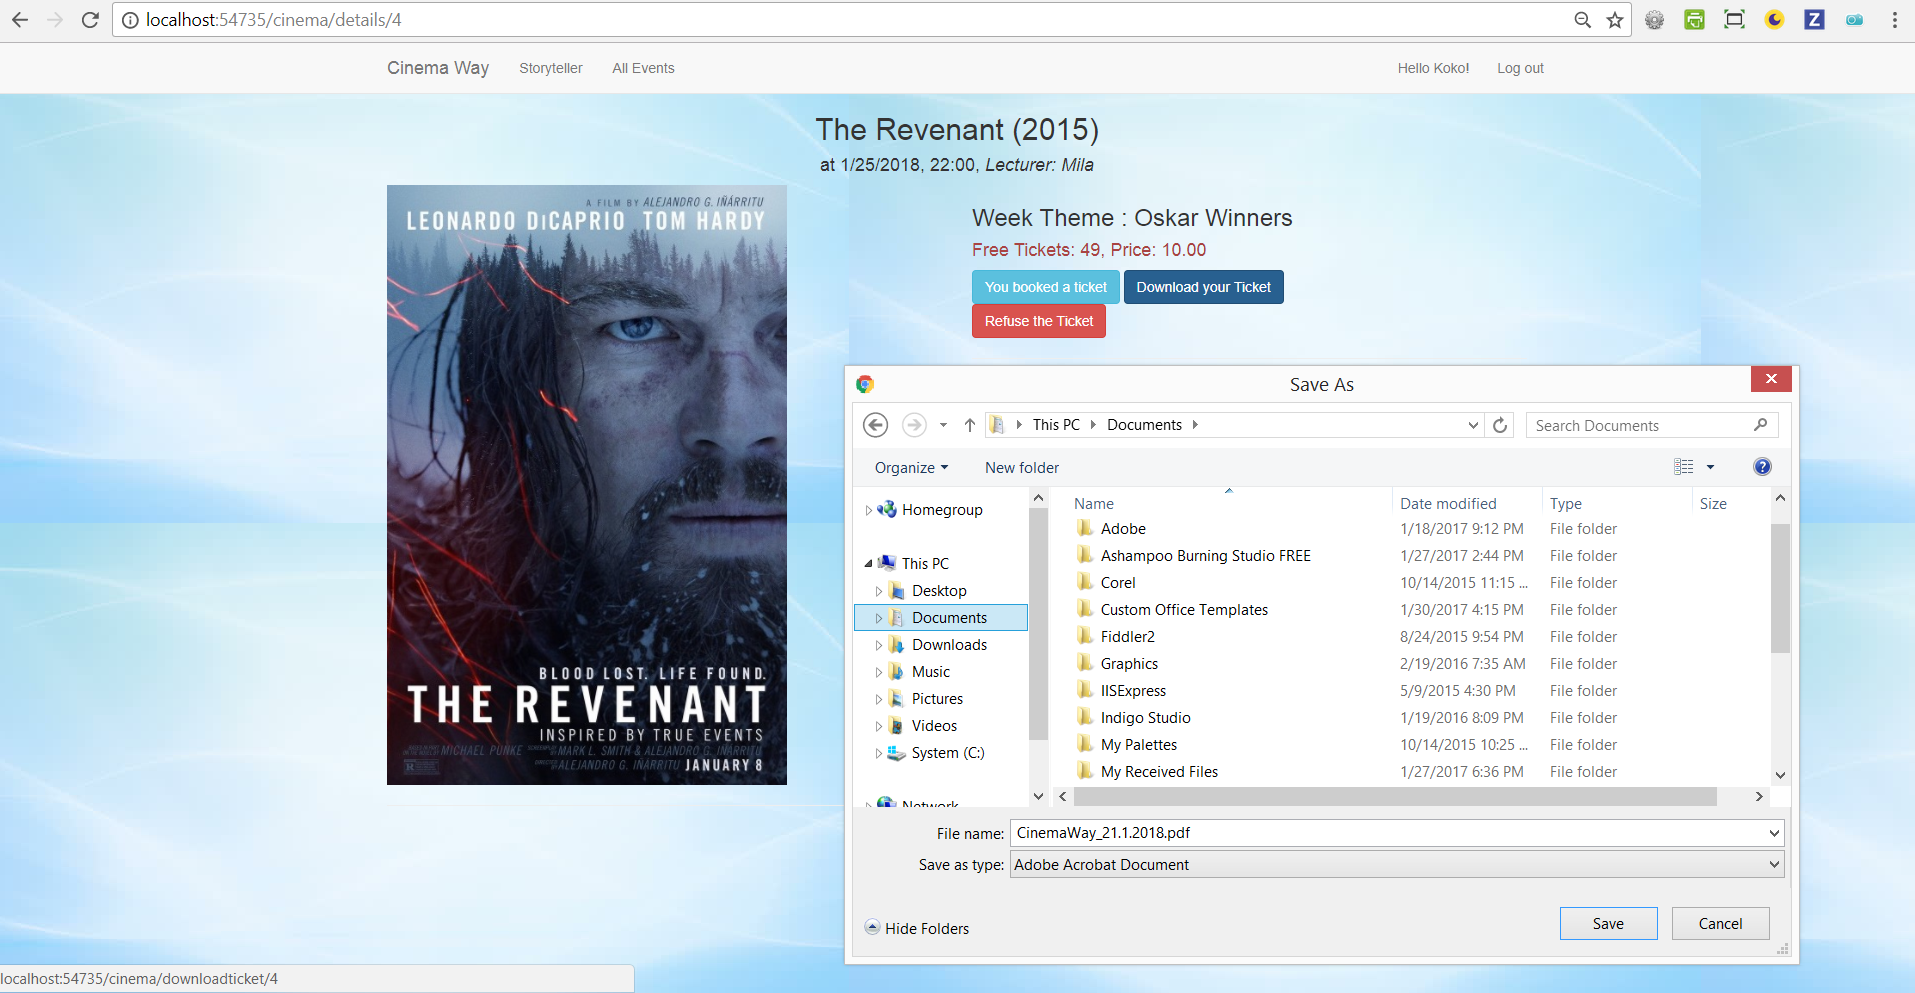 localhost:54735/cinema/details/4
Cinema Way Storyteller All Events Hello Koko! Log out
The Revenant (2015)
at 1/25/2018, 22:00, Lecturer: Mila
A FILM BY ALEJANDRO G. IÑÁRRITU
LEONARDO DiCAPRIO TOM HARDY
BLOOD LOST. LIFE FOUND.
THE REVENANT
INSPIRED BY TRUE EVENTS
MICHAEL PUNKE MARK L. SMITH & ALEJANDRO G. IÑÁRRITU
ALEJANDRO G. IÑÁRRITU JANUARY 8
Week Theme : Oskar Winners
Free Tickets: 49, Price: 10.00
You booked a ticket Download your Ticket
Refuse the Ticket
Save As
This PC Documents Search Documents
Organize New folder
Homegroup
This PC
Desktop
Documents
Downloads
Music
Pictures
Videos
System (C:)
Network
Name Date modified Type Size
Adobe 1/18/2017 9:12 PM File folder
Ashampoo Burning Studio FREE 1/27/2017 2:44 PM File folder
Corel 10/14/2015 11:15 ... File folder
Custom Office Templates 1/30/2017 4:15 PM File folder
Fiddler2 8/24/2015 9:54 PM File folder
Graphics 2/19/2016 7:35 AM File folder
IISExpress 5/9/2015 4:30 PM File folder
Indigo Studio 1/19/2016 8:09 PM File folder
My Palettes 10/14/2015 10:25 ... File folder
My Received Files 1/27/2017 6:36 PM File folder
File name: CinemaWay_21.1.2018.pdf
Save as type: Adobe Acrobat Document
Hide Folders Save Cancel
localhost:54735/cinema/downloadticket/4